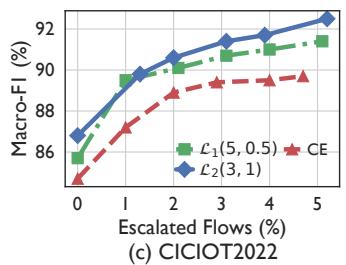 Macro-F1 (%)
92
90
88
86
ℒ₁(5, 0.5) CE
ℒ₂(3, 1)
0 1 2 3 4 5
Escalated Flows (%)
(c) CICIOT2022